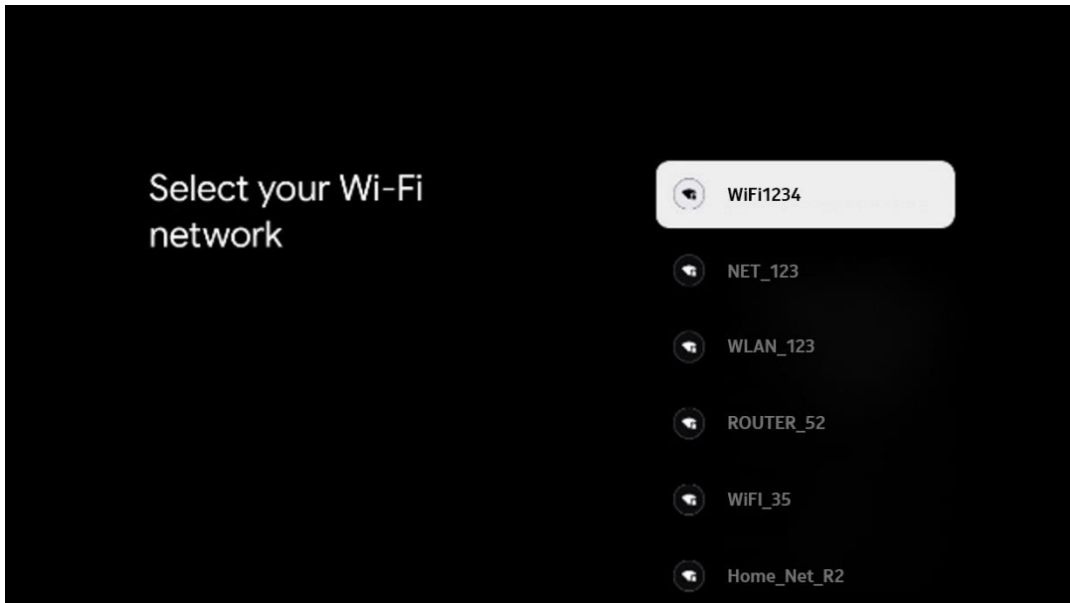 Select your Wi-Fi
network
WiFi1234
NET_123
WLAN_123
ROUTER_52
WiFI_35
Home_Net_R2